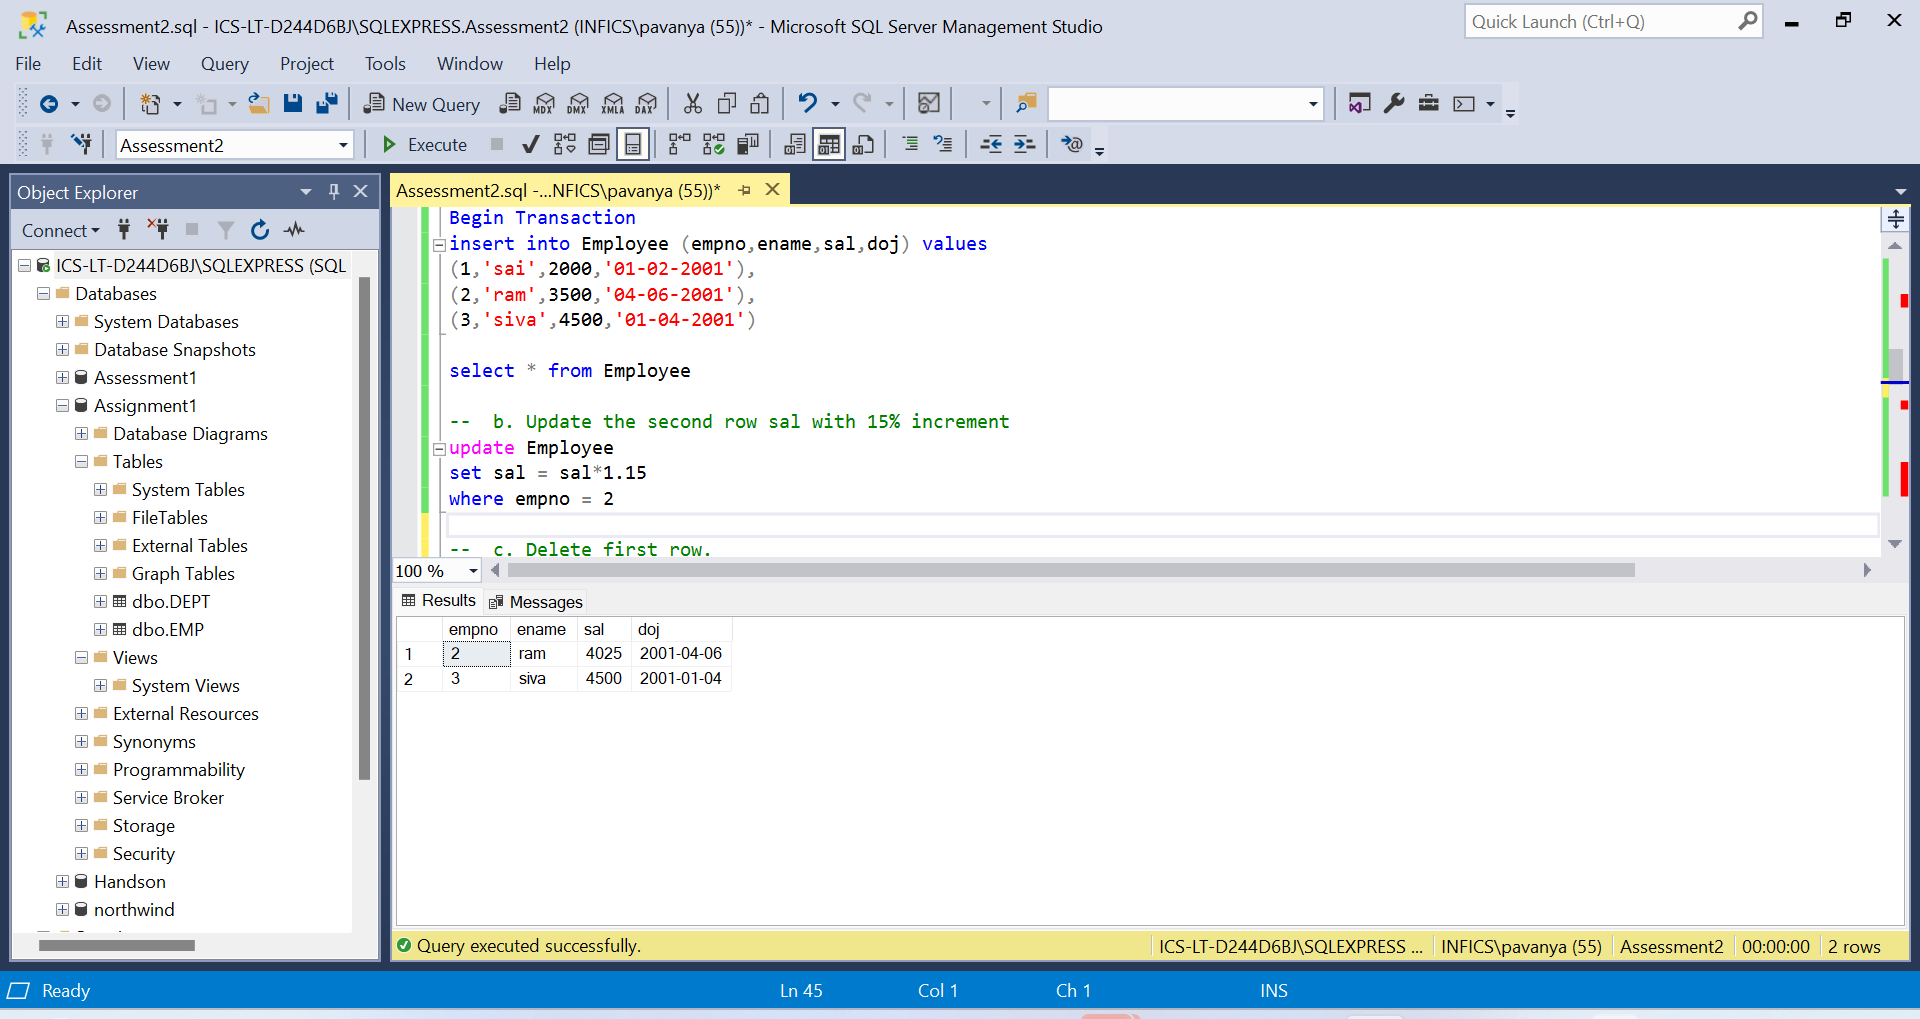 Assessment2.sql - ICS-LT-D244D6BJ\SQLEXPRESS.Assessment2 (INFICS\pavanya (55))* - Microsoft SQL Server Management Studio
Quick Launch (Ctrl+Q)
File Edit View Query Project Tools Window Help
New Query MDX DMX XMLA DAX
Assessment2 Execute
Object Explorer
Connect
ICS-LT-D244D6BJ\SQLEXPRESS (SQL
Databases
System Databases
Database Snapshots
Assessment1
Assignment1
Database Diagrams
Tables
System Tables
FileTables
External Tables
Graph Tables
dbo.DEPT
dbo.EMP
Views
System Views
External Resources
Synonyms
Programmability
Service Broker
Storage
Security
Handson
northwind
Assessment2.sql -...NFICS\pavanya (55))*
Begin Transaction
insert into Employee (empno,ename,sal,doj) values
(1,'sai',2000,'01-02-2001'),
(2,'ram',3500,'04-06-2001'),
(3,'siva',4500,'01-04-2001')
select * from Employee
-- b. Update the second row sal with 15% increment
update Employee
set sal = sal*1.15
where empno = 2
-- c. Delete first row.
100 %
Results Messages
empno ename sal doj
1 2 ram 4025 2001-04-06
2 3 siva 4500 2001-01-04
Query executed successfully. ICS-LT-D244D6BJ\SQLEXPRESS ... INFICS\pavanya (55) Assessment2 00:00:00 2 rows
Ready Ln 45 Col 1 Ch 1 INS